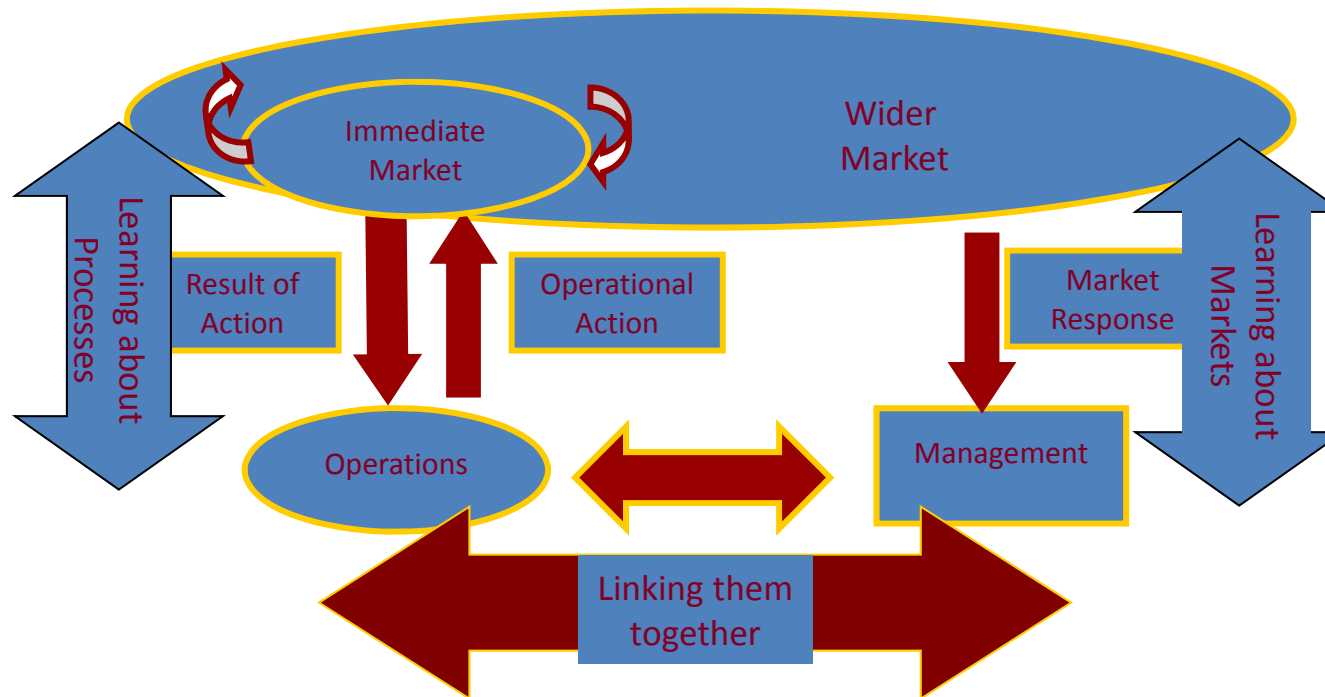 Immediate
Market
Wider
Market
Learning about
Processes
Result of
Action
Operational
Action
Market
Response
Learning about
Markets
Operations
Management
Linking them
together